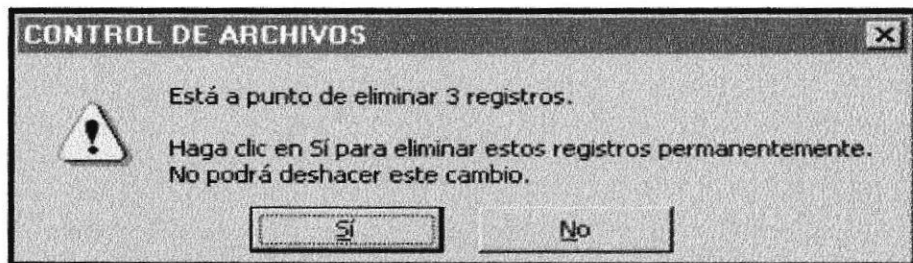 CONTROL DE ARCHIVOS
Está a punto de eliminar 3 registros.
Haga clic en Sí para eliminar estos registros permanentemente.
No podrá deshacer este cambio.
Sí
No